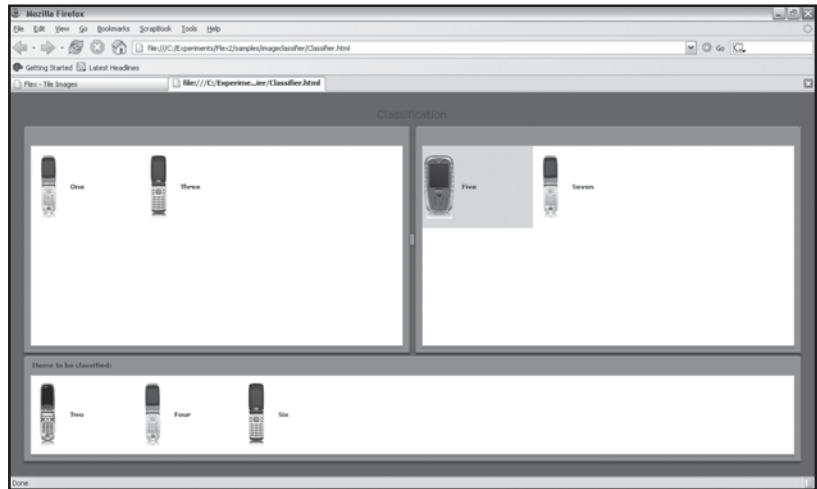 Mozilla Firefox
File Edit View Go Bookmarks ScrapBook Tools Help
file:///C:/Experiments/Flex2/samples/imageclassifier/Classifier.html
Go
G
Getting Started Latest Headlines
Flex - Tile Images
file:///C:/Experime...ier/Classifier.html
Classification
One
Three
Five
Seven
Items to be classified:
Two
Four
Six
Done